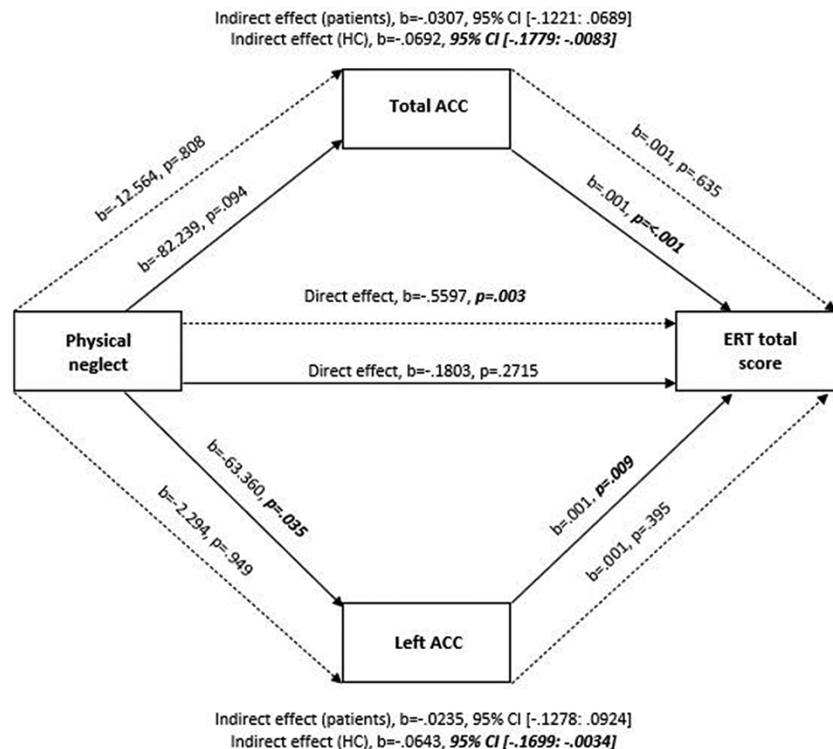 Indirect effect (patients), b=-.0307, 95% CI [-.1221: .0689]
Indirect effect (HC), b=-.0692, 95% CI [-.1779: -.0083]
Total ACC
b=-12.564, p=.808
b=-82.239, p=.094
b=.001, p=.635
b=.001, p=<.001
Direct effect, b=-.5597, p=.003
Physical
neglect
ERT total
score
Direct effect, b=-.1803, p=.2715
b=-63.360, p=.035
b=-2.294, p=.949
b=.001, p=.009
b=.001, p=.395
Left ACC
Indirect effect (patients), b=-.0235, 95% CI [-.1278: .0924]
Indirect effect (HC), b=-.0643, 95% CI [-.1699: -.0034]